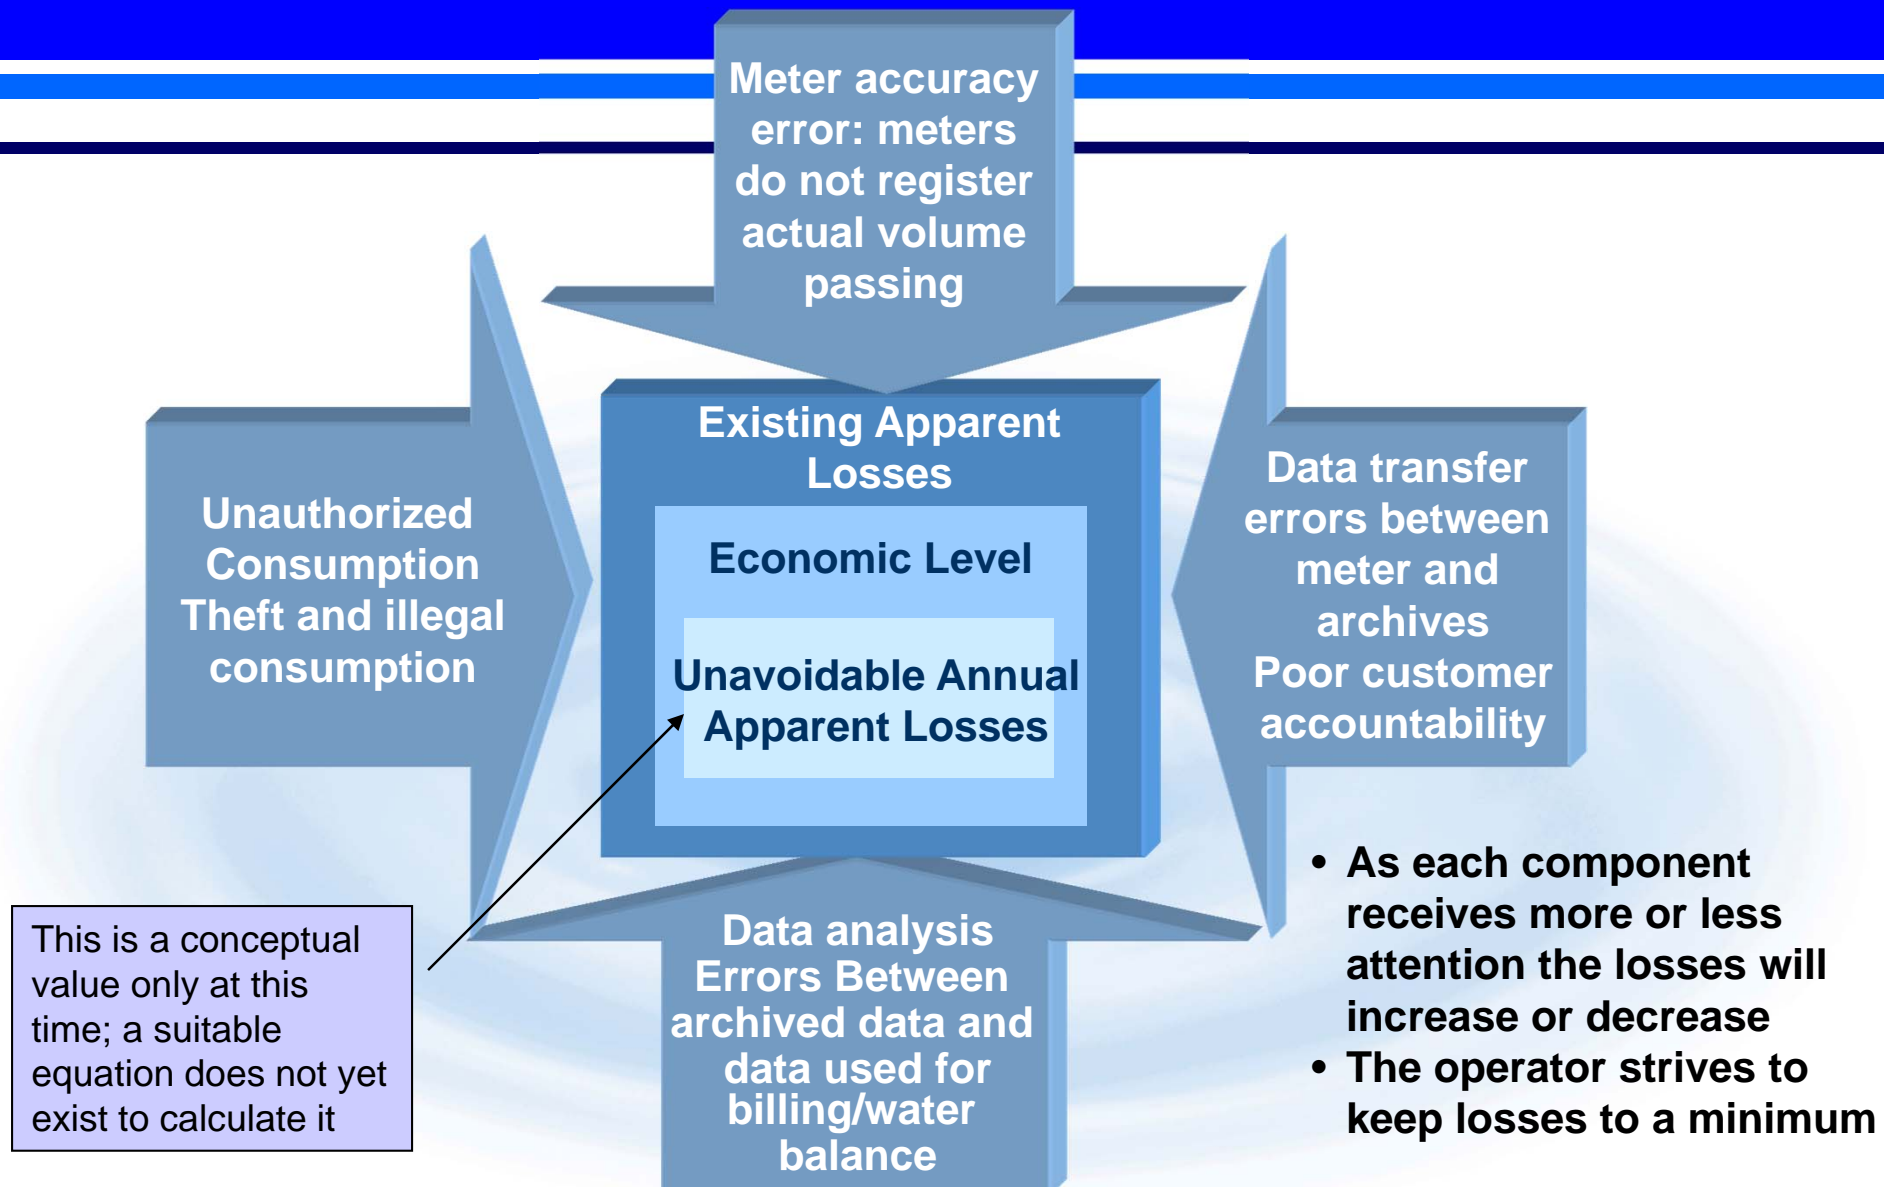 Meter accuracy
error: meters
do not register
actual volume
passing
Unauthorized
Consumption
Theft and illegal
consumption
Existing Apparent
Losses
Economic Level
Unavoidable Annual
Apparent Losses
Data transfer
errors between
meter and
archives
Poor customer
accountability
This is a conceptual
value only at this
time; a suitable
equation does not yet
exist to calculate it
Data analysis
Errors Between
archived data and
data used for
billing/water
balance
• As each component
receives more or less
attention the losses will
increase or decrease
• The operator strives to
keep losses to a minimum